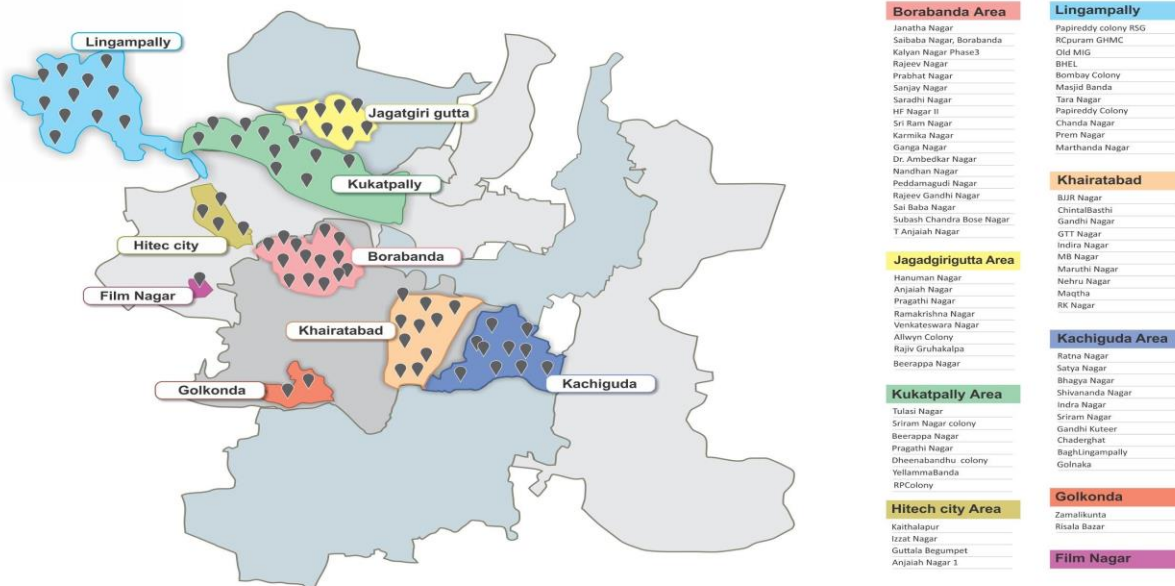 Lingampally
Jagatgiri gutta
Kukatpally
Hitec city
Borabanda
Film Nagar
Khairatabad
Golkonda
Kachiguda
Borabanda Area
Janatha Nagar
Saibaba Nagar, Borabanda
Kalyan Nagar Phase3
Rajeev Nagar
Prabhat Nagar
Sanjay Nagar
Saradhi Nagar
HF Nagar II
Sri Ram Nagar
Karmika Nagar
Ganga Nagar
Dr. Ambedkar Nagar
Nandhan Nagar
Peddamagudi Nagar
Rajeev Gandhi Nagar
Sai Baba Nagar
Subash Chandra Bose Nagar
T Anjaiah Nagar
Jagadgirigutta Area
Hanuman Nagar
Anjaiah Nagar
Pragathi Nagar
Ramakrishna Nagar
Venkateswara Nagar
Allwyn Colony
Rajiv Gruhakalpa
Beerappa Nagar
Kukatpally Area
Tulasi Nagar
Sriram Nagar colony
Beerappa Nagar
Pragathi Nagar
Dheenabandhu colony
YellammaBanda
RPColony
Hitech city Area
Kaithalapur
Izzat Nagar
Guttala Begumpet
Anjaiah Nagar 1
Lingampally
Papireddy colony RSG
RCpuram GHMC
Old MIG
BHEL
Bombay Colony
Masjid Banda
Tara Nagar
Papireddy Colony
Chanda Nagar
Prem Nagar
Marthanda Nagar
Khairatabad
BJJR Nagar
ChintalBasthi
Gandhi Nagar
GTT Nagar
Indira Nagar
MB Nagar
Maruthi Nagar
Nehru Nagar
Maqtha
RK Nagar
Kachiguda Area
Ratna Nagar
Satya Nagar
Bhagya Nagar
Shivananda Nagar
Indra Nagar
Sriram Nagar
Gandhi Kuteer
Chaderghat
BaghLingampally
Golnaka
Golkonda
Zamalikunta
Risala Bazar
Film Nagar